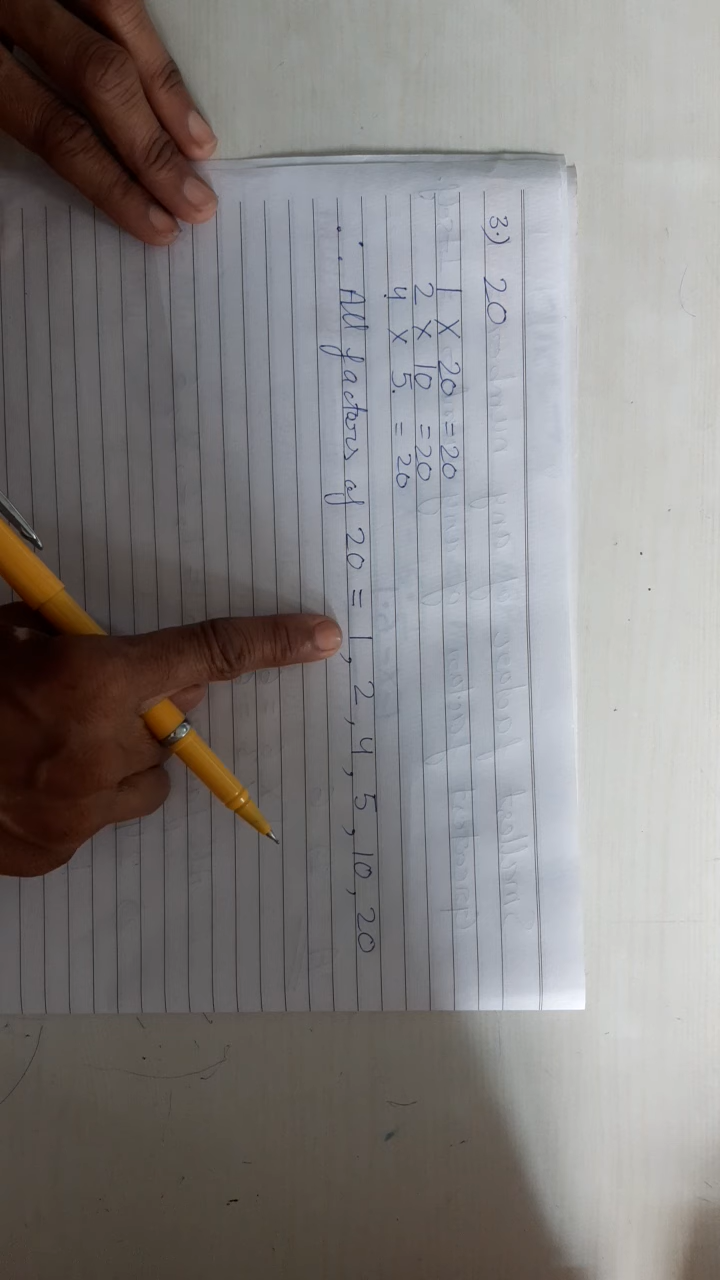 3.) 20
1 X 20 = 20
2 X 10 = 20
4 X 5. = 20
∴ All factors of 20 = 1, 2, 4, 5, 10, 20